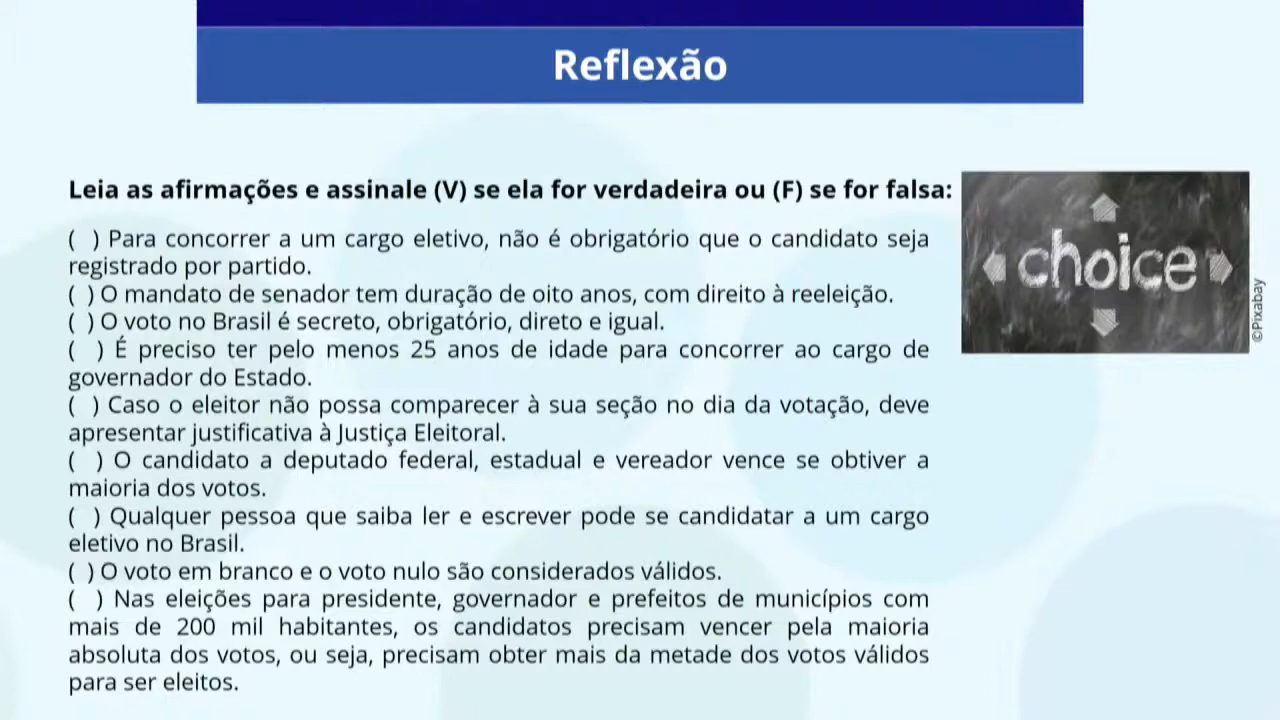 Reflexão
Leia as afirmações e assinale (V) se ela for verdadeira ou (F) se for falsa:
( ) Para concorrer a um cargo eletivo, não é obrigatório que o candidato seja
registrado por partido.
( ) O mandato de senador tem duração de oito anos, com direito à reeleição.
( ) O voto no Brasil é secreto, obrigatório, direto e igual.
( ) É preciso ter pelo menos 25 anos de idade para concorrer ao cargo de
governador do Estado.
( ) Caso o eleitor não possa comparecer à sua seção no dia da votação, deve
apresentar justificativa à Justiça Eleitoral.
( ) O candidato a deputado federal, estadual e vereador vence se obtiver a
maioria dos votos.
( ) Qualquer pessoa que saiba ler e escrever pode se candidatar a um cargo
eletivo no Brasil.
( ) O voto em branco e o voto nulo são considerados válidos.
( ) Nas eleições para presidente, governador e prefeitos de municípios com
mais de 200 mil habitantes, os candidatos precisam vencer pela maioria
absoluta dos votos, ou seja, precisam obter mais da metade dos votos válidos
para ser eleitos.
choice
©Pixabay